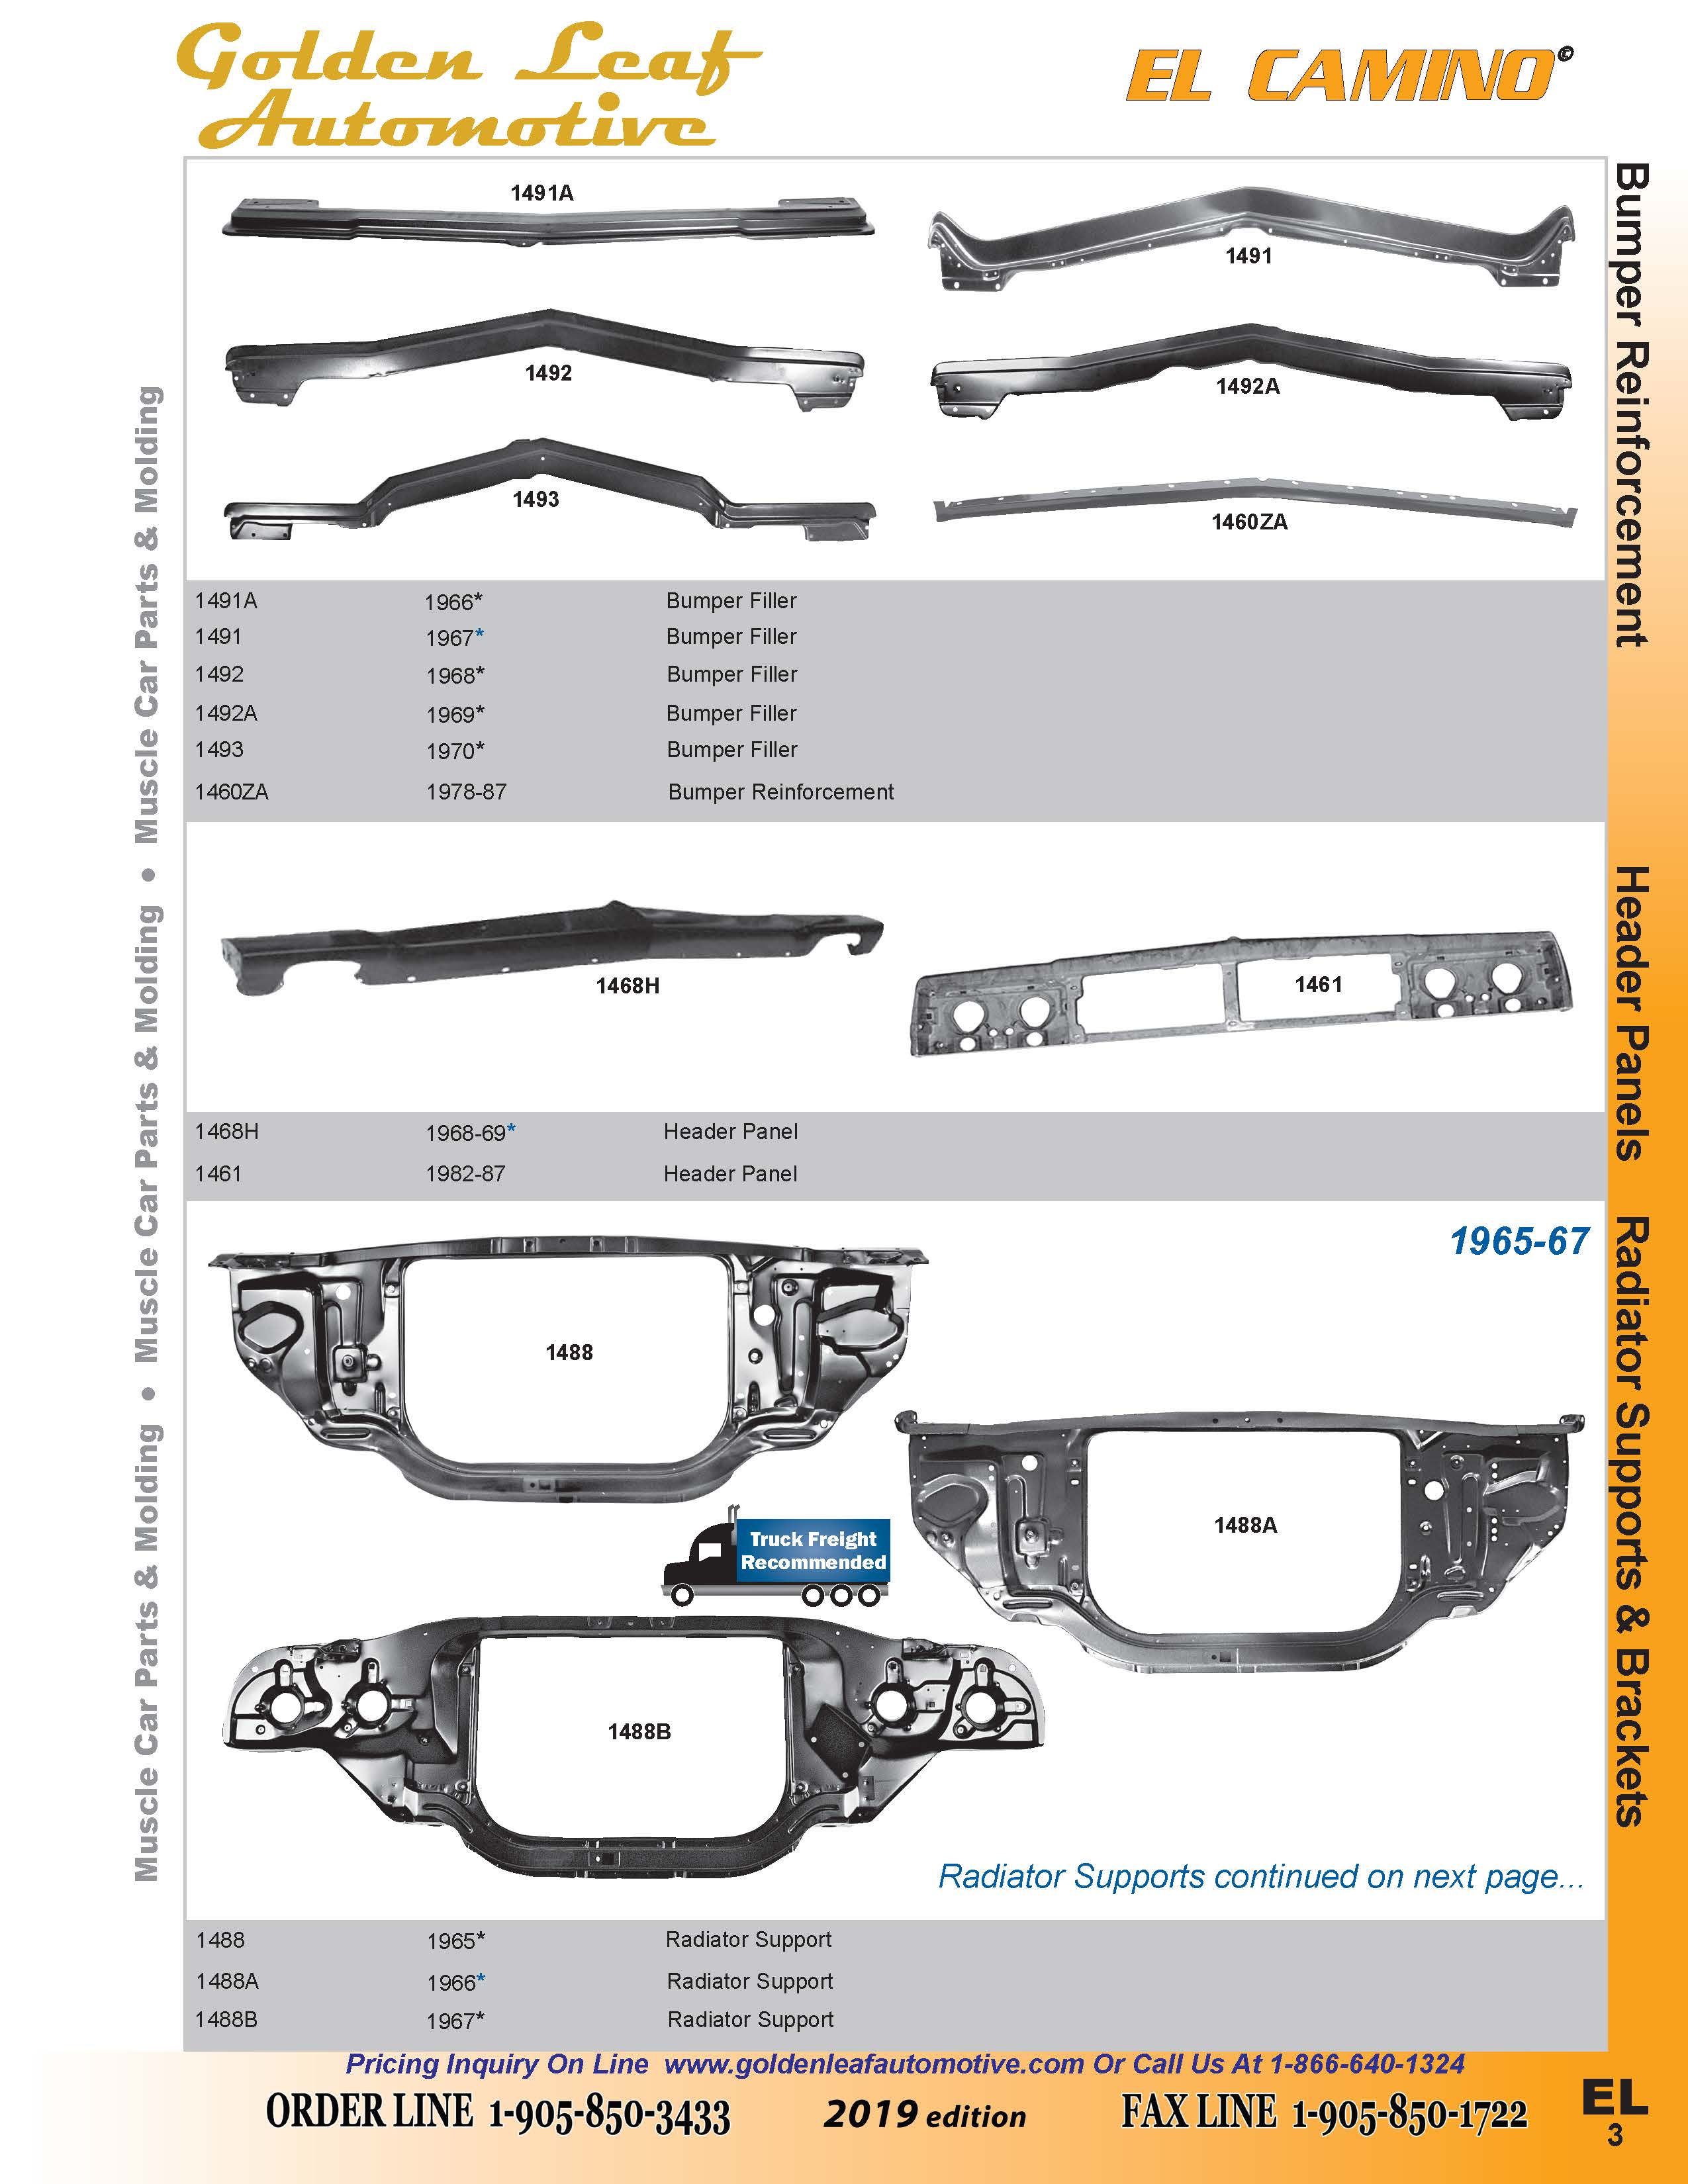 Golden Leaf
Automotive
EL CAMINO©
1491A
1491
1492
1492A
1493
1460ZA
1491A 1966* Bumper Filler
1491 1967* Bumper Filler
1492 1968* Bumper Filler
1492A 1969* Bumper Filler
1493 1970* Bumper Filler
1460ZA 1978-87 Bumper Reinforcement
1468H
1461
1468H 1968-69* Header Panel
1461 1982-87 Header Panel
1965-67
1488
1488A
Truck Freight
Recommended
1488B
Radiator Supports continued on next page...
1488 1965* Radiator Support
1488A 1966* Radiator Support
1488B 1967* Radiator Support
Muscle Car Parts & Molding • Muscle Car Parts & Molding • Muscle Car Parts & Molding
Bumper Reinforcement Header Panels Radiator Supports & Brackets
Pricing Inquiry On Line www.goldenleafautomotive.com Or Call Us At 1-866-640-1324
ORDER LINE 1-905-850-3433 2019 edition FAX LINE 1-905-850-1722
EL
3